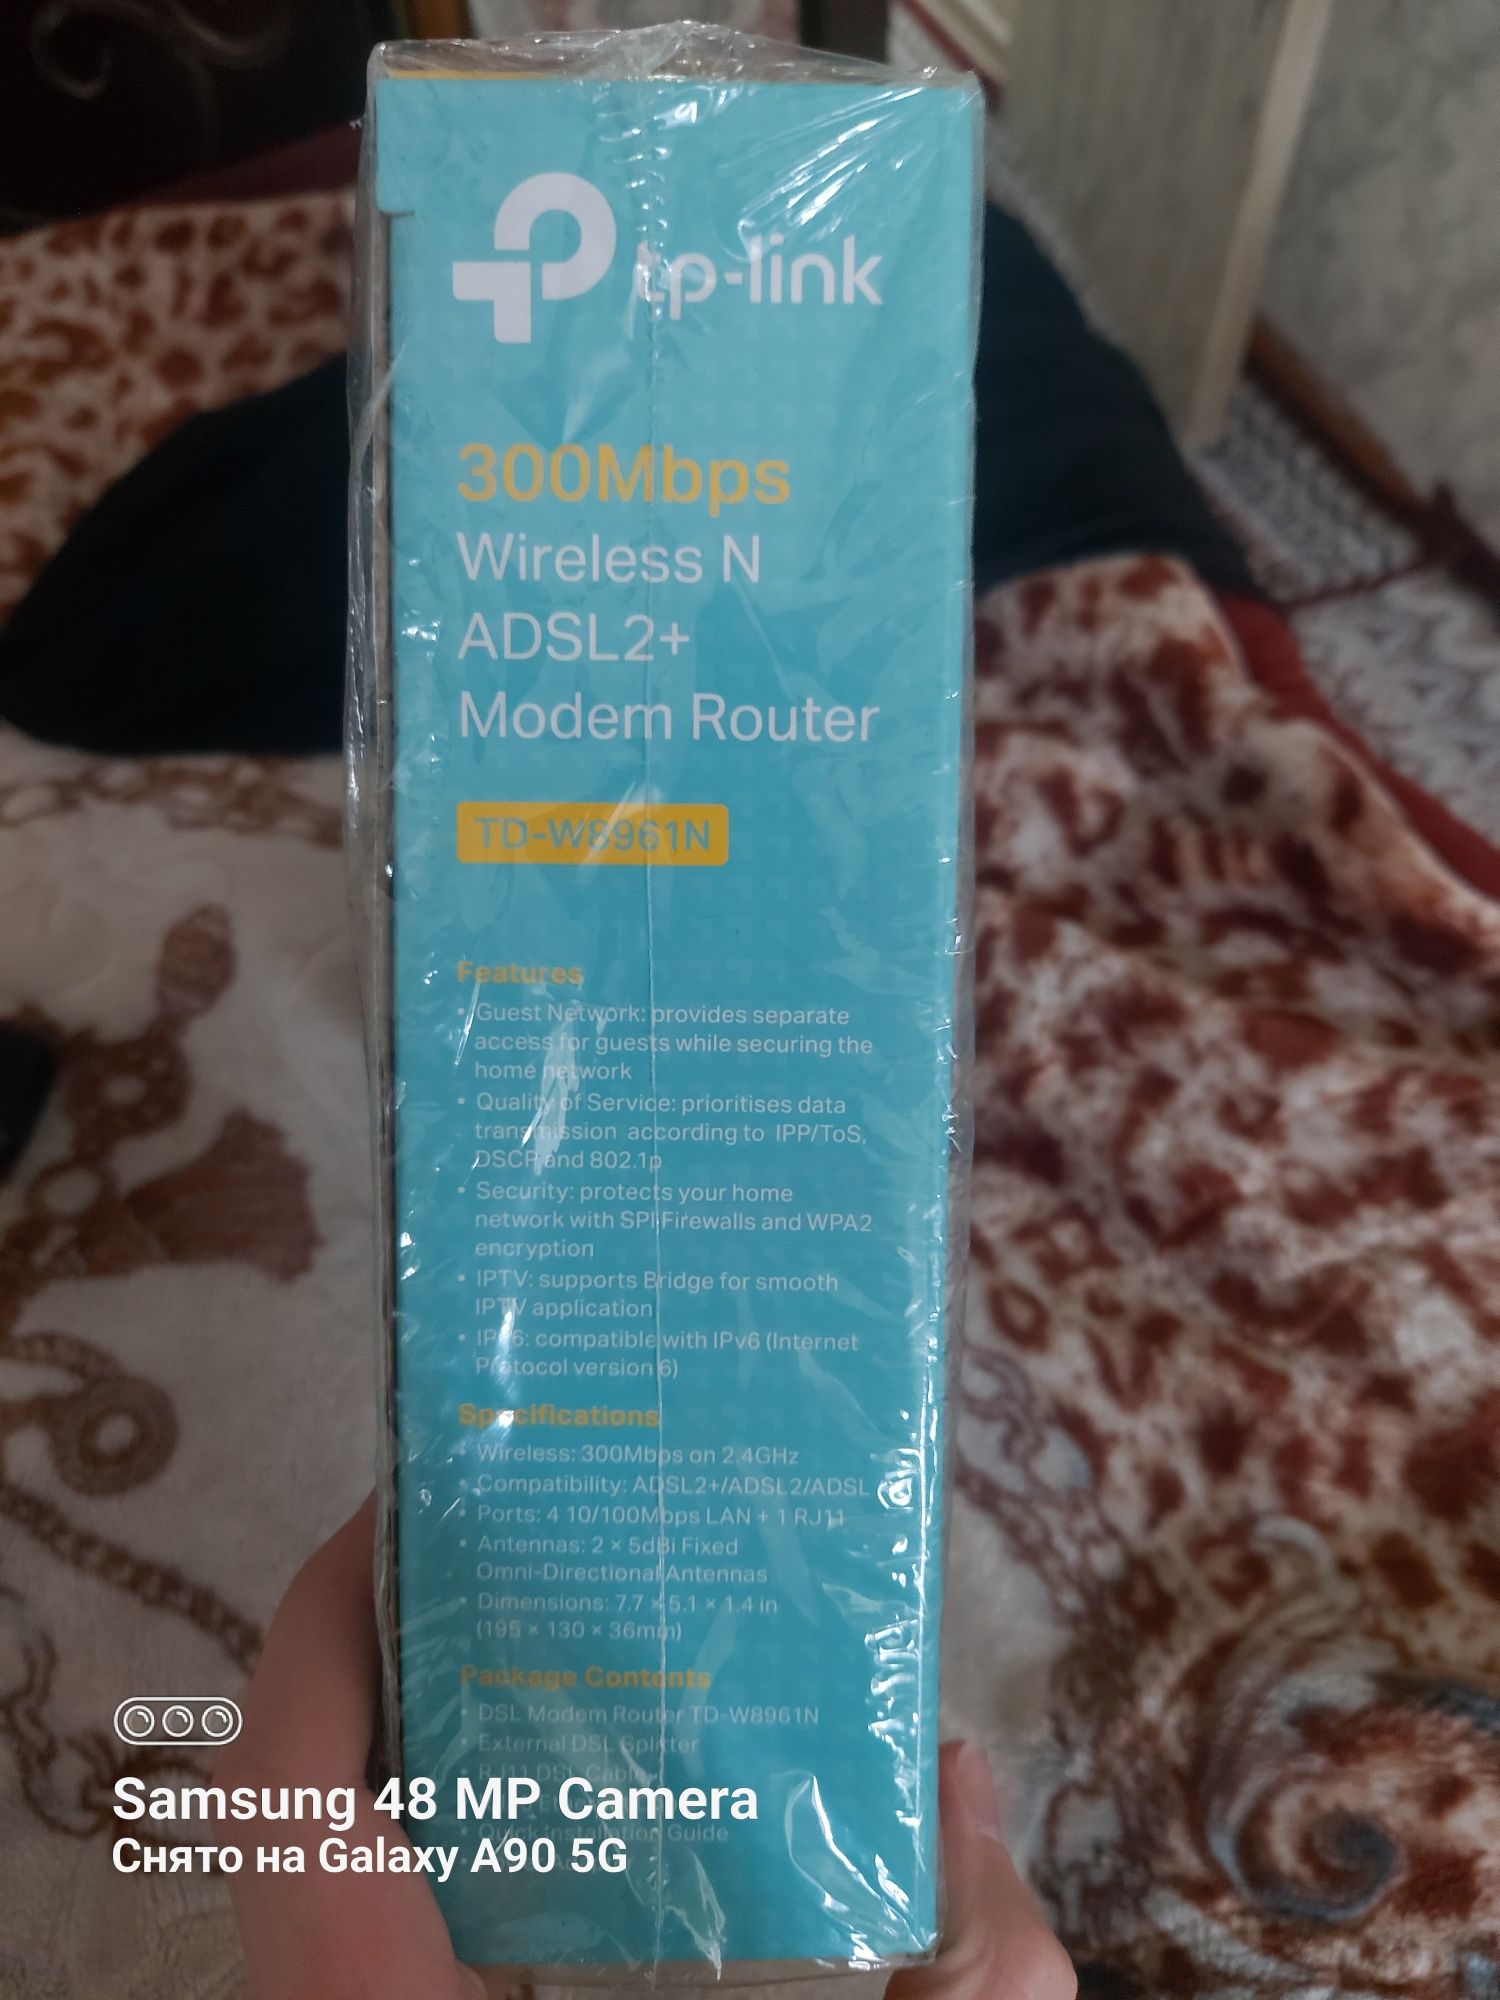 tp-link
300Mbps
Wireless N
ADSL2+
Modem Router
TD-W8961N
Features
• Guest Network: provides separate
access for guests while securing the
home network
• Quality of Service: prioritises data
transmission according to IPP/ToS,
DSCP and 802.1p
• Security: protects your home
network with SPI Firewalls and WPA2
encryption
• IPTV: supports Bridge for smooth
IPTV application
• IPv6: compatible with IPv6 (Internet
Protocol version 6)
Specifications
• Wireless: 300Mbps on 2.4GHz
• Compatibility: ADSL2+/ADSL2/ADSL
• Ports: 4 10/100Mbps LAN + 1 RJ11
• Antennas: 2 × 5dBi Fixed
Omni-Directional Antennas
• Dimensions: 7.7 × 5.1 × 1.4 in
(195 × 130 × 36mm)
Package Contents
• DSL Modem Router TD-W8961N
• External DSL Splitter
• RJ11 DSL Cable
• Quick Installation Guide
Samsung 48 MP Camera
Снято на Galaxy A90 5G